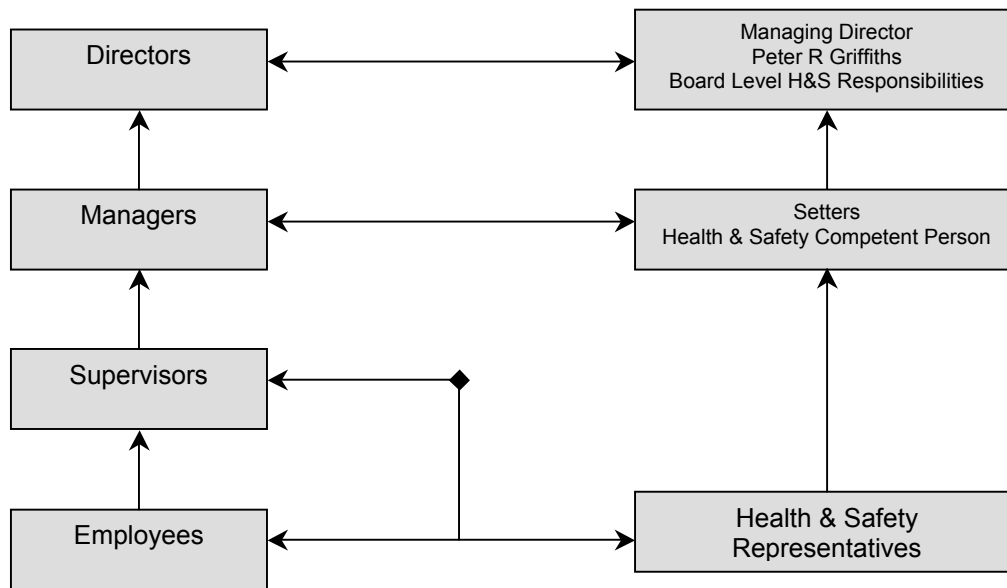 Directors
Managing Director
Peter R Griffiths
Board Level H&S Responsibilities
Managers
Setters
Health & Safety Competent Person
Supervisors
Employees
Health & Safety
Representatives